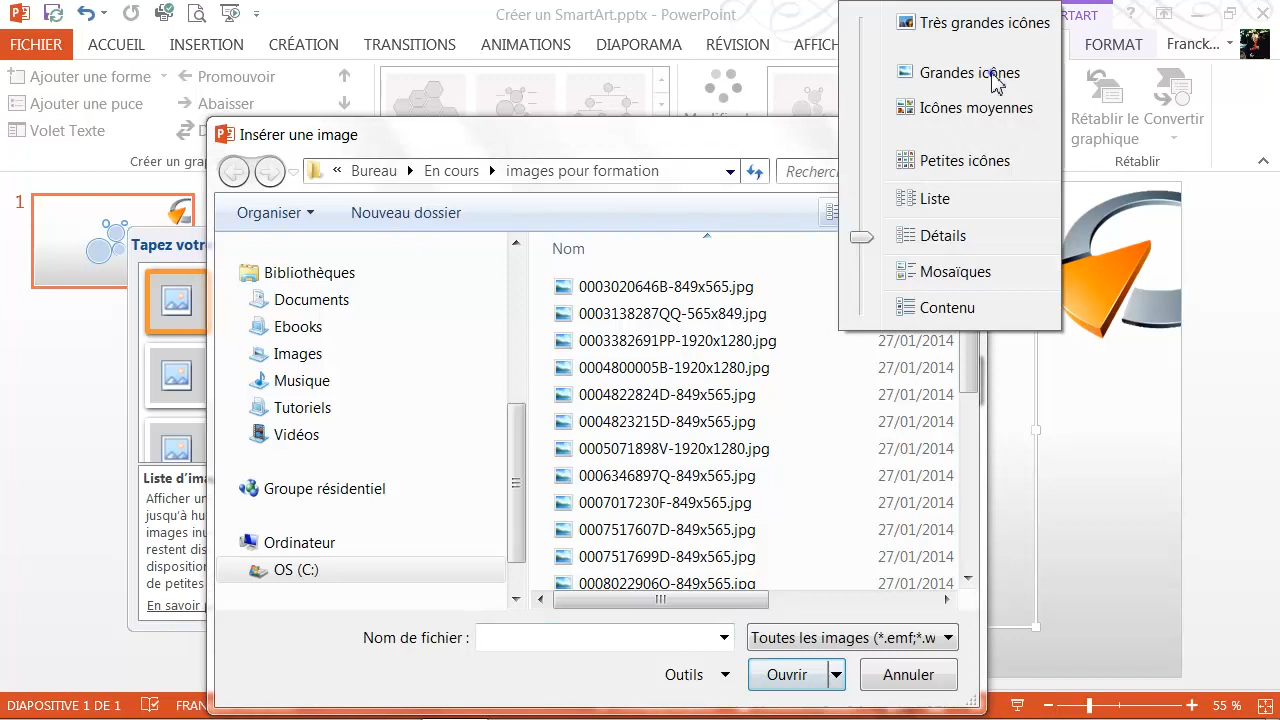 Créer un SmartArt.pptx - PowerPoint
?
FICHIER
ACCUEIL
INSERTION
CRÉATION
TRANSITIONS
ANIMATIONS
DIAPORAMA
RÉVISION
FORMAT
Franck...
Ajouter une forme
Promouvoir
Ajouter une puce
Abaisser
Volet Texte
Rétablir le graphique
Convertir
Rétablir
Très grandes icônes
Grandes icônes
Icônes moyennes
Petites icônes
Liste
Détails
Mosaïques
Contenu
Insérer une image
« Bureau En cours images pour formation
Recherc
Organiser
Nouveau dossier
1
Tapez votr
Bibliothèques
Documents
Ebooks
Images
Musique
Tutoriels
Vidéos
Groupe résidentiel
Ordinateur
OS (C:)
Nom
0003020646B-849x565.jpg
0003138287QQ-565x849.jpg
0003382691PP-1920x1280.jpg 27/01/2014
0004800005B-1920x1280.jpg 27/01/2014
0004822824D-849x565.jpg 27/01/2014
0004823215D-849x565.jpg 27/01/2014
0005071898V-1920x1280.jpg 27/01/2014
0006346897Q-849x565.jpg 27/01/2014
0007017230F-849x565.jpg 27/01/2014
0007517607D-849x565.jpg 27/01/2014
0007517699D-849x565.jpg 27/01/2014
0008022906O-849x565.jpg 27/01/2014
Liste d'ima
Afficher un
jusqu'à hu
images inu
restent dis
disposition
de petites
En savoir p
Nom de fichier :
Toutes les images (*.emf;*.w
Outils
Ouvrir
Annuler
DIAPOSITIVE 1 DE 1
FRAN
55 %